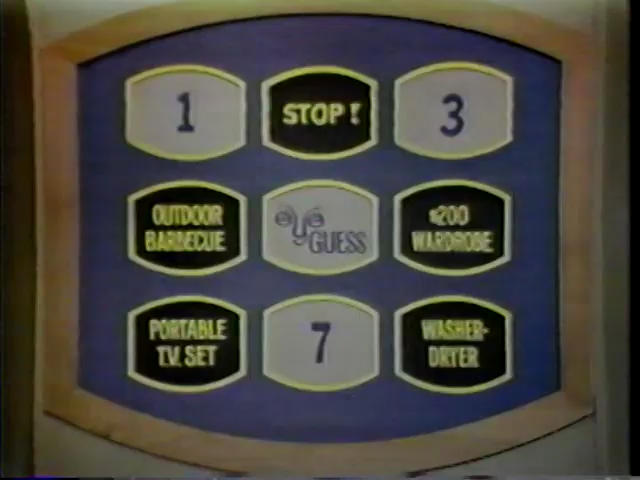 1
STOP!
3
OUTDOOR
BARBECUE
eye
GUESS
$200
WARDROBE
PORTABLE
T.V. SET
7
WASHER-
DRYER